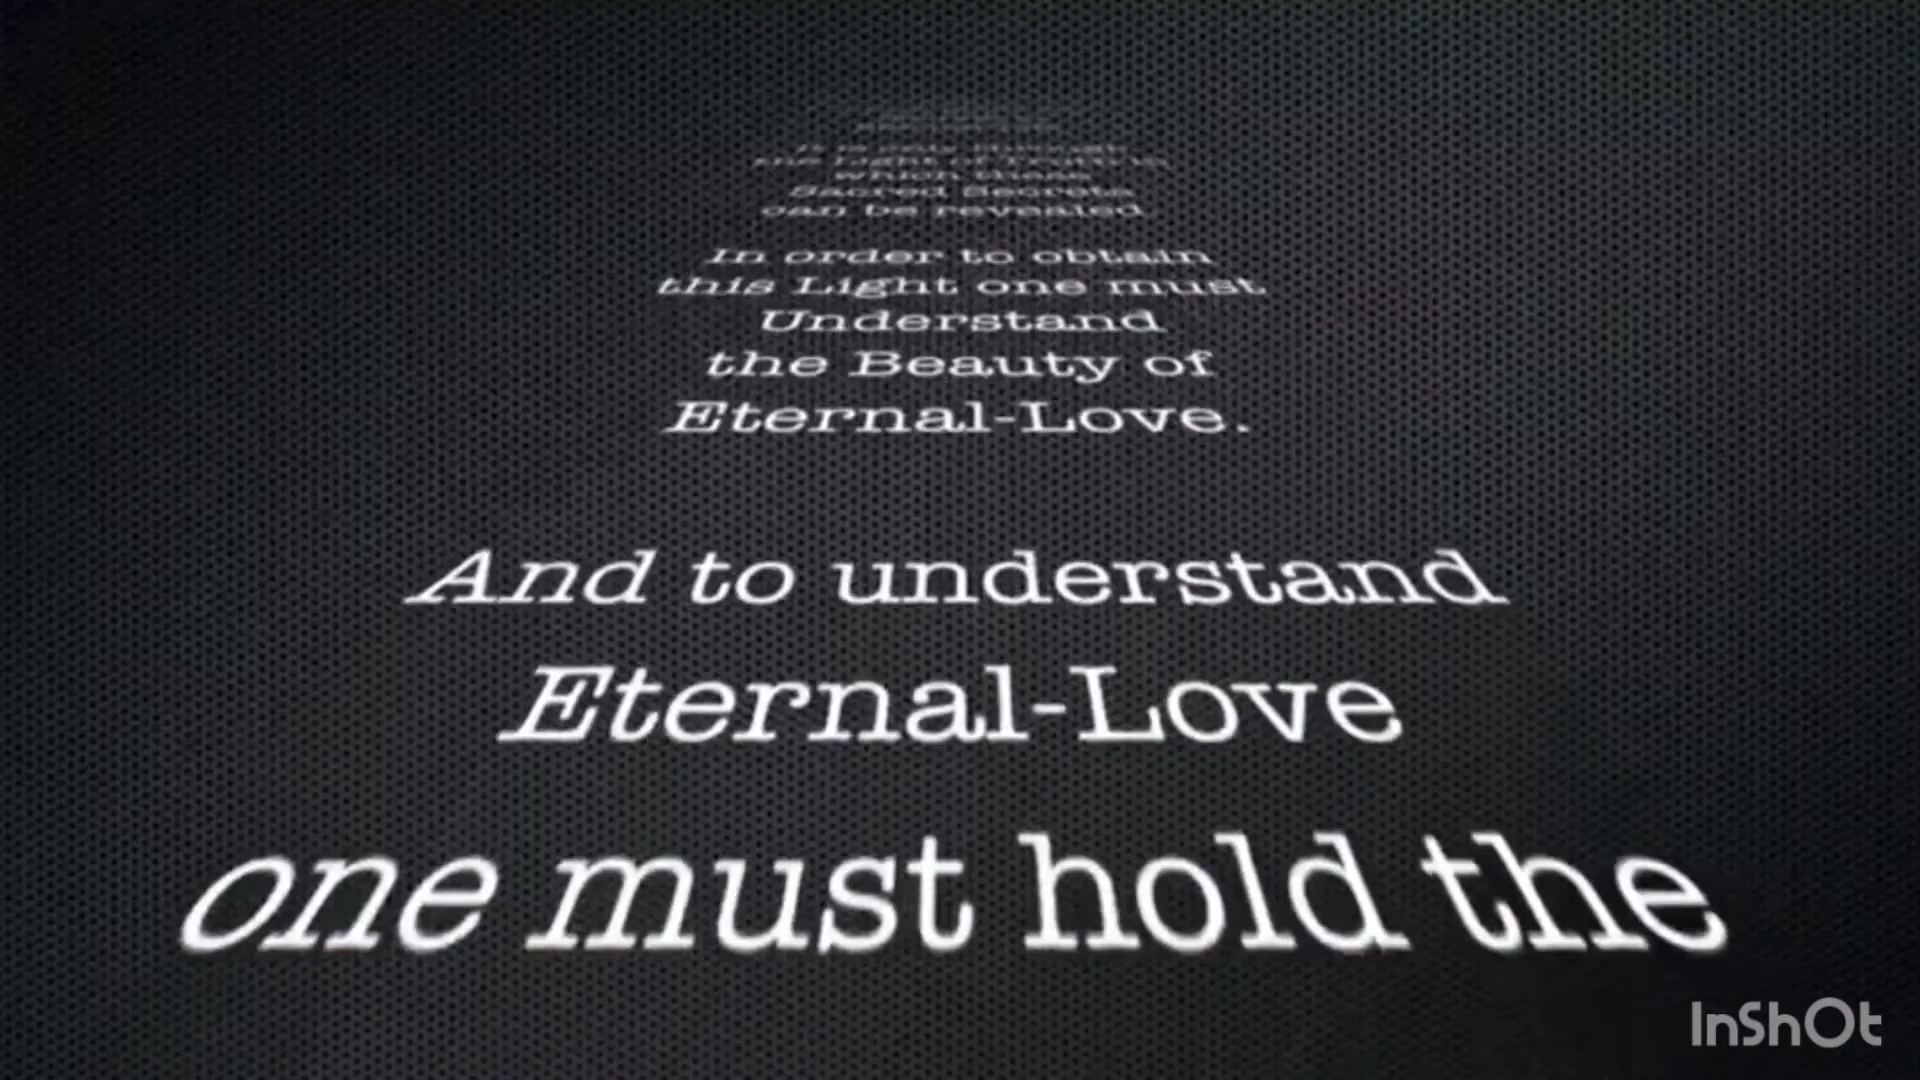 It is only through
the Light of Truth in
which these
Sacred Secrets
can be revealed.
In order to obtain
this Light one must
Understand
the Beauty of
Eternal-Love.
And to understand
Eternal-Love
one must hold the
InShOt